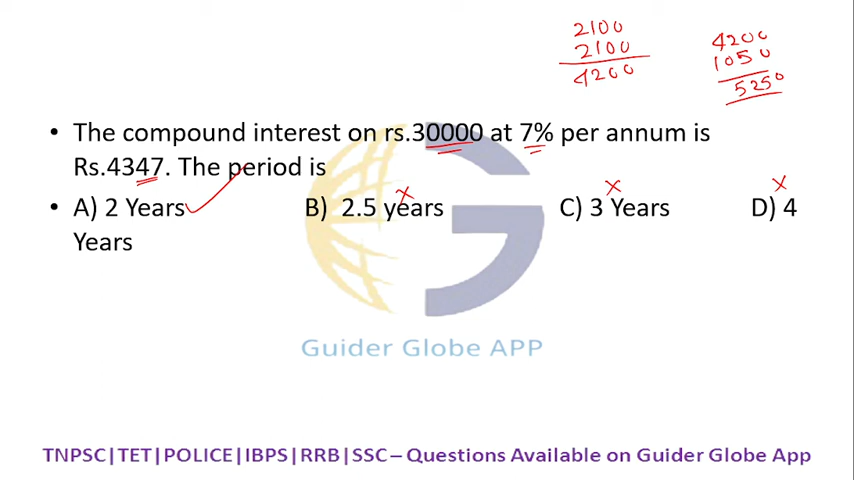 2100
2100
4200
4200
1050
5250
• The compound interest on rs.30000 at 7% per annum is
Rs.4347. The period is
• A) 2 Years B) 2.5 years C) 3 Years D) 4
Years
Guider Globe APP
TNPSC|TET|POLICE|IBPS|RRB|SSC – Questions Available on Guider Globe App